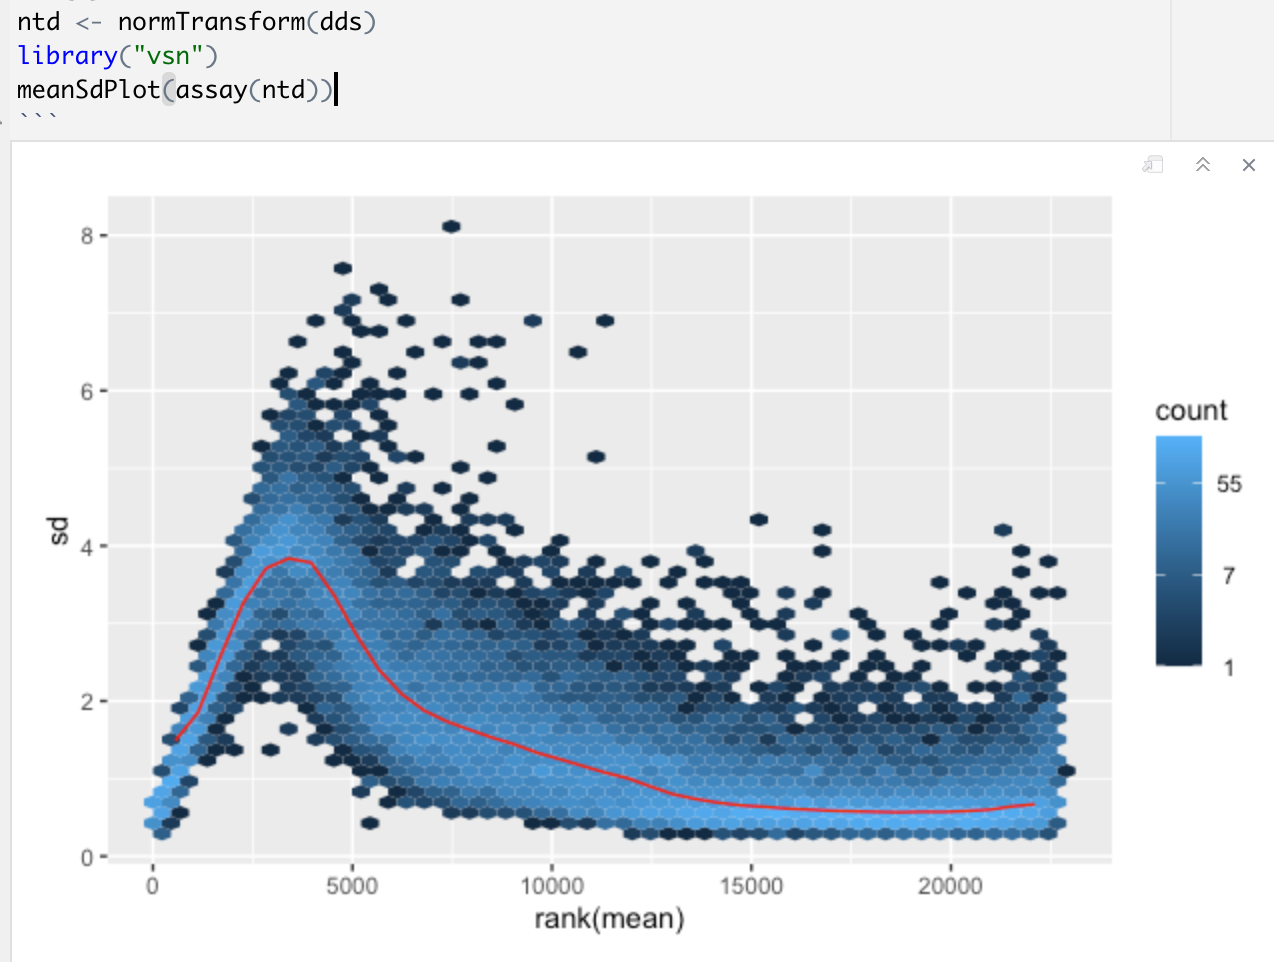 ntd <- normTransform(dds)
library("vsn")
meanSdPlot(assay(ntd))
```
8
6
4
2
0
sd
0 5000 10000 15000 20000
rank(mean)
count
55
7
1